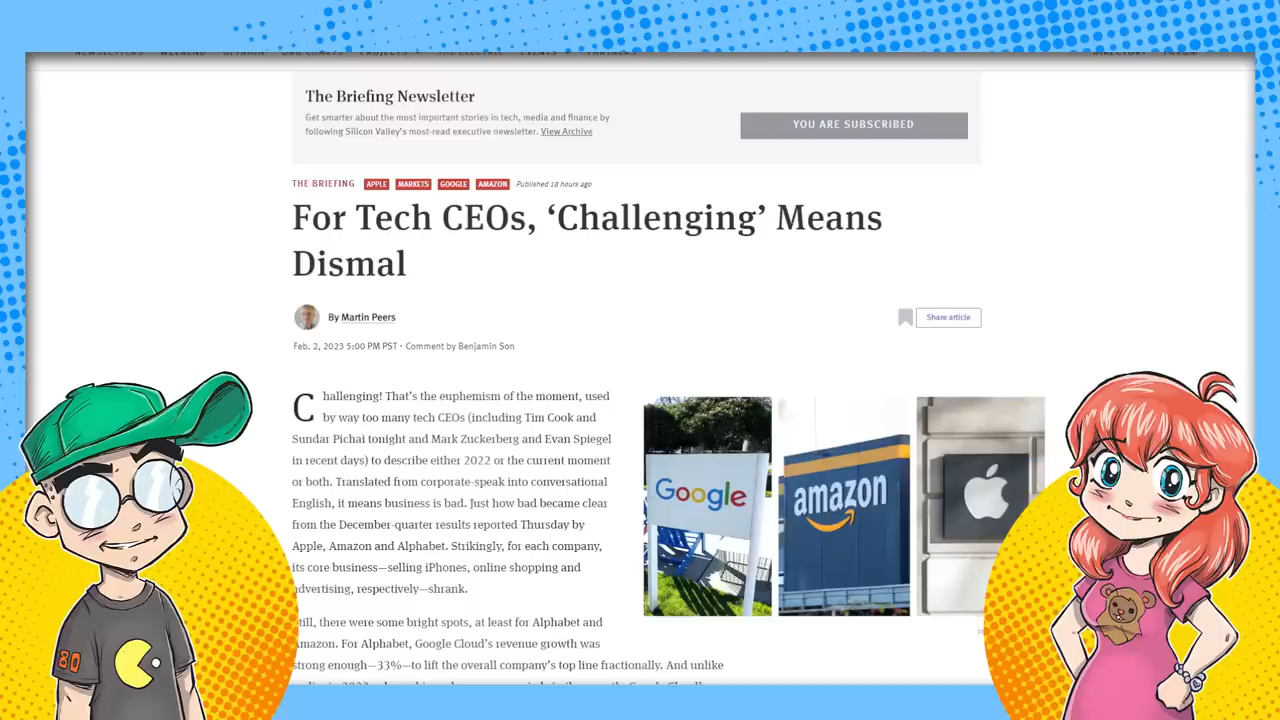 The Briefing Newsletter
Get smarter about the most important stories in tech, media and finance by
following Silicon Valley's most-read executive newsletter. View Archive
YOU ARE SUBSCRIBED
THE BRIEFING APPLE MARKETS GOOGLE AMAZON Published 18 hours ago
For Tech CEOs, ‘Challenging’ Means
Dismal
By Martin Peers
Share article
Feb. 2, 2023 5:00 PM PST · Comment by Benjamin Son
Challenging! That's the euphemism of the moment, used
by way too many tech CEOs (including Tim Cook and
Sundar Pichai tonight and Mark Zuckerberg and Evan Spiegel
in recent days) to describe either 2022 or the current moment
or both. Translated from corporate-speak into conversational
English, it means business is bad. Just how bad became clear
from the December-quarter results reported Thursday by
Apple, Amazon and Alphabet. Strikingly, for each company,
its core business—selling iPhones, online shopping and
advertising, respectively—shrank.
Still, there were some bright spots, at least for Alphabet and
Amazon. For Alphabet, Google Cloud's revenue growth was
strong enough—33%—to lift the overall company's top line fractionally. And unlike
Google
amazon
80